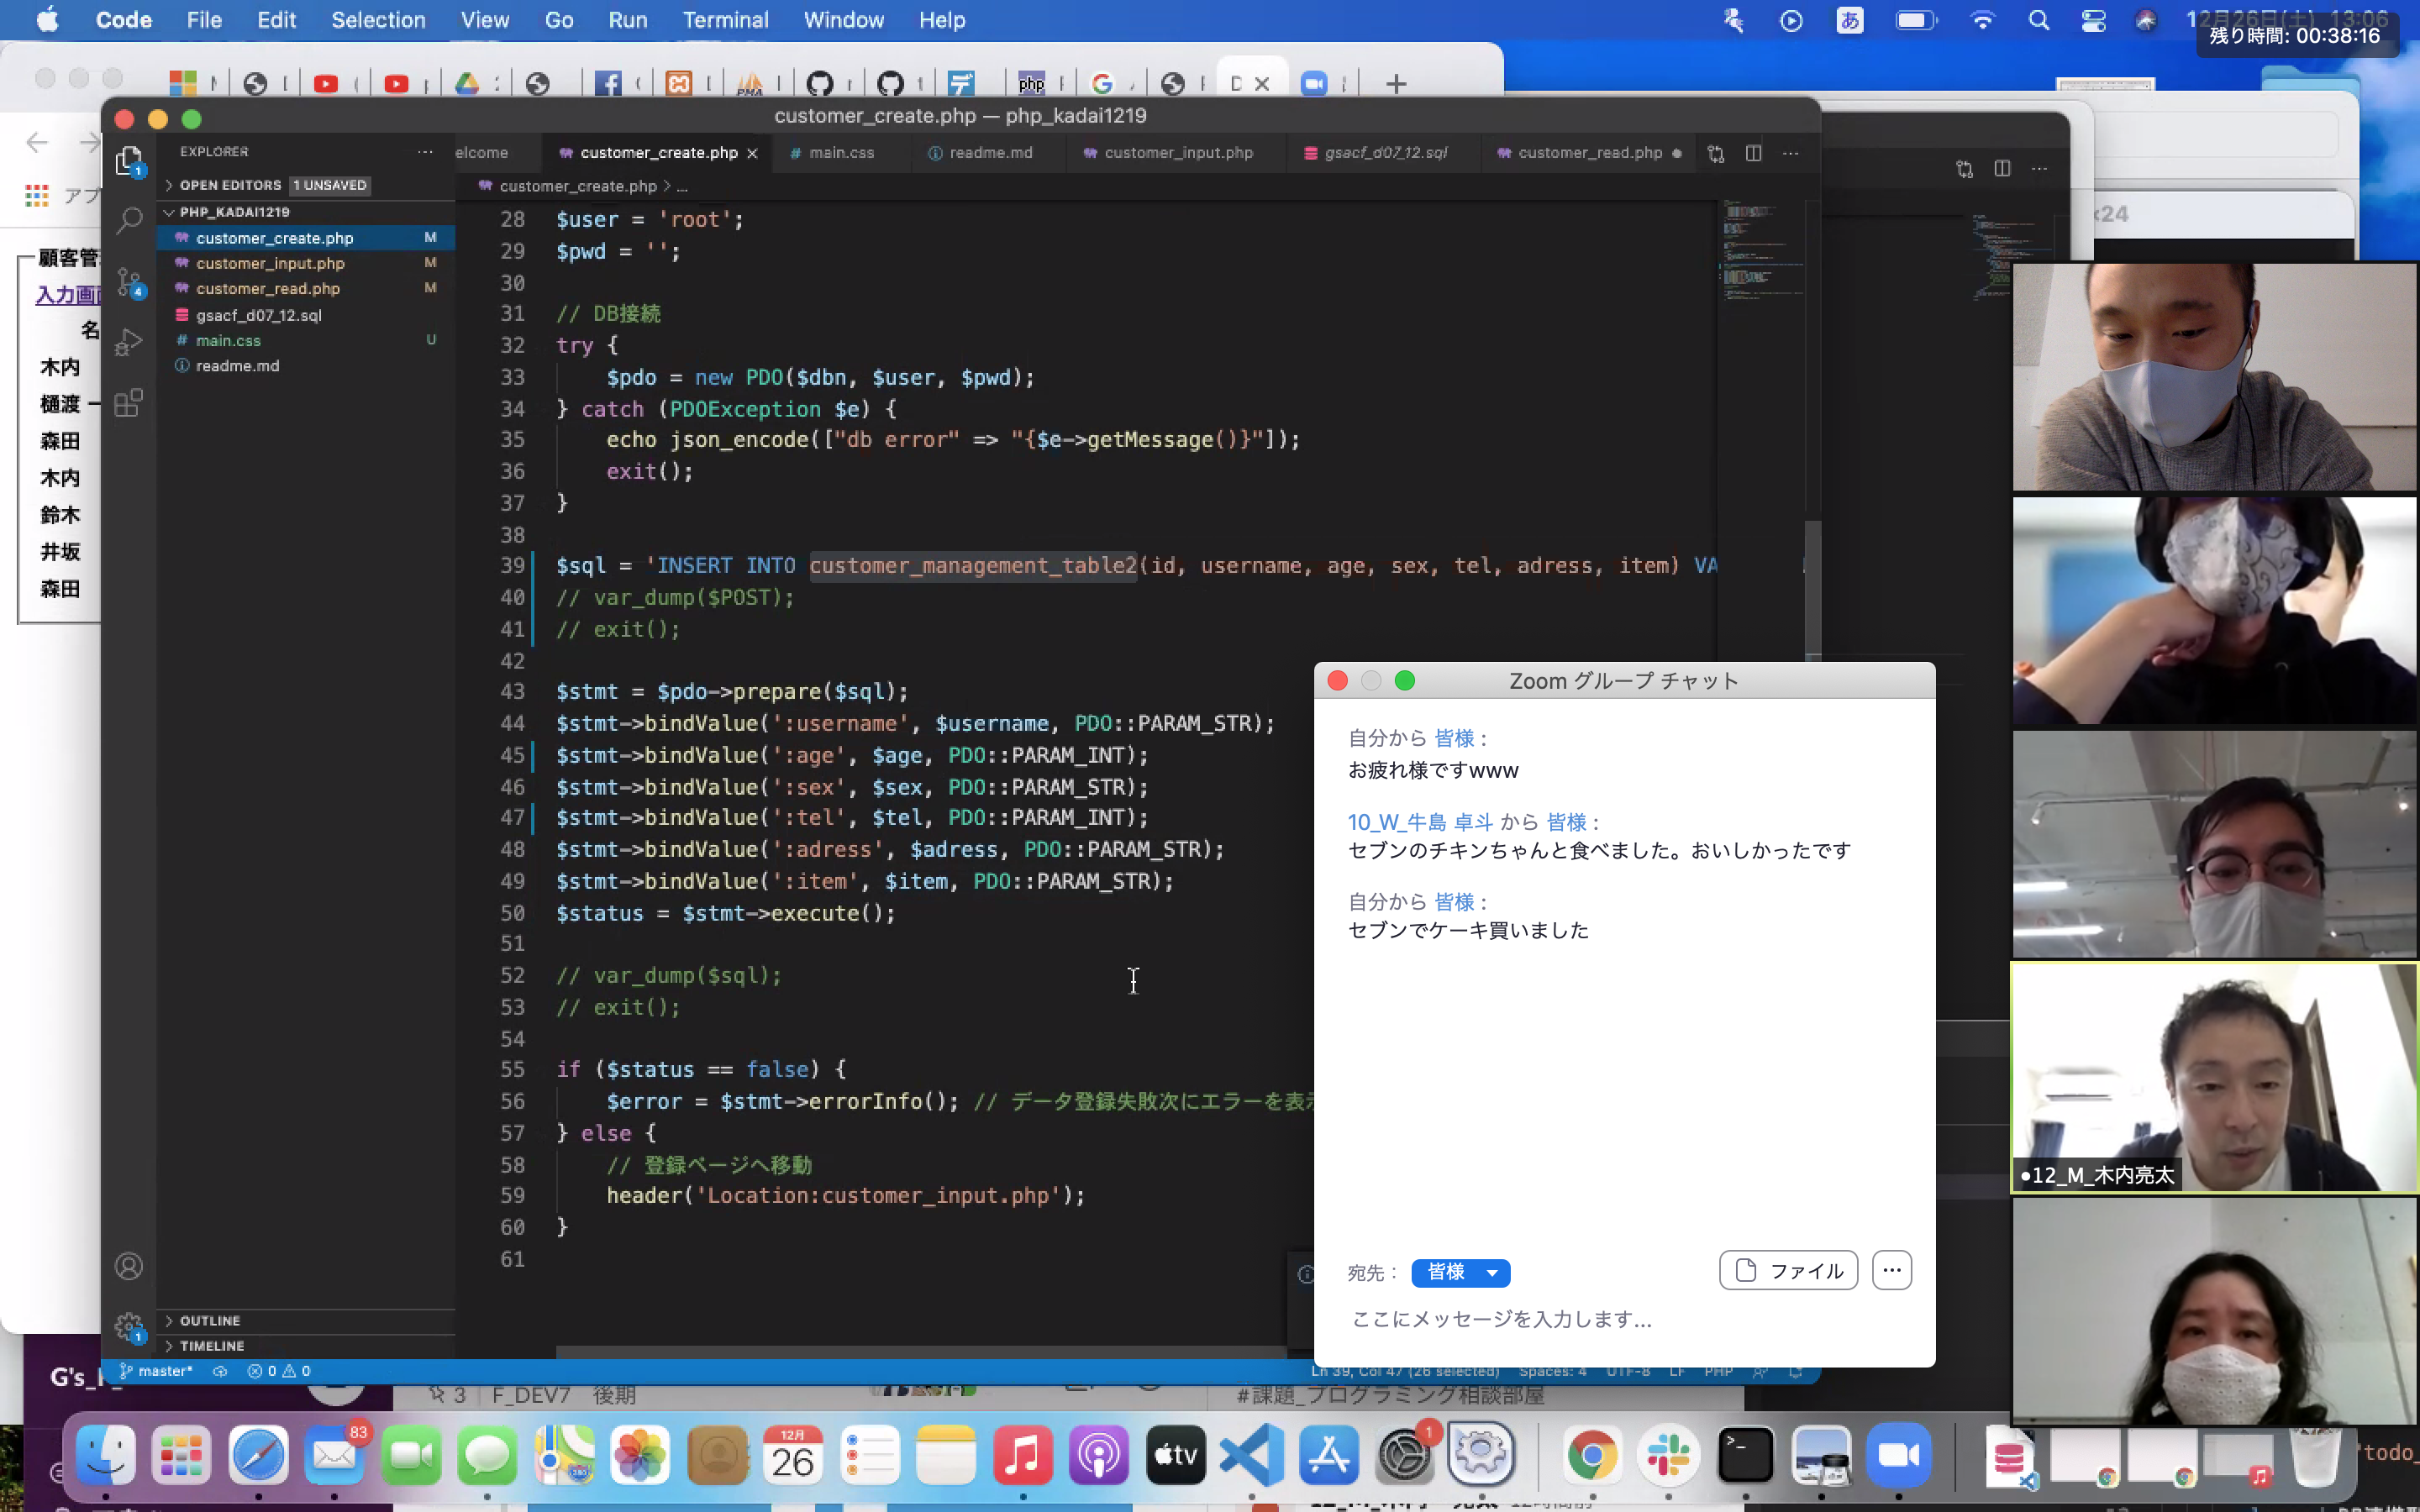 Code File Edit Selection View Go Run Terminal Window Help
あ
12月26日(土) 13:06
残り時間: 00:38:16
customer_create.php — php_kadai1219
EXPLORER
OPEN EDITORS 1 UNSAVED
PHP_KADAI1219
customer_create.php M
customer_input.php M
customer_read.php M
gsacf_d07_12.sql
main.css U
readme.md
OUTLINE
TIMELINE
elcome
customer_create.php
main.css
readme.md
customer_input.php
gsacf_d07_12.sql
customer_read.php
customer_create.php > ...
28 $user = 'root';
29 $pwd = '';
30
31 // DB接続
32 try {
33 $pdo = new PDO($dbn, $user, $pwd);
34 } catch (PDOException $e) {
35 echo json_encode(["db error" => "{$e->getMessage()}"]);
36 exit();
37 }
38
39 $sql = 'INSERT INTO customer_management_table2(id, username, age, sex, tel, adress, item) VA
40 // var_dump($POST);
41 // exit();
42
43 $stmt = $pdo->prepare($sql);
44 $stmt->bindValue(':username', $username, PDO::PARAM_STR);
45 $stmt->bindValue(':age', $age, PDO::PARAM_INT);
46 $stmt->bindValue(':sex', $sex, PDO::PARAM_STR);
47 $stmt->bindValue(':tel', $tel, PDO::PARAM_INT);
48 $stmt->bindValue(':adress', $adress, PDO::PARAM_STR);
49 $stmt->bindValue(':item', $item, PDO::PARAM_STR);
50 $status = $stmt->execute();
51
52 // var_dump($sql);
53 // exit();
54
55 if ($status == false) {
56 $error = $stmt->errorInfo(); // データ登録失敗次にエラーを表示
57 } else {
58 // 登録ページへ移動
59 header('Location:customer_input.php');
60 }
61
master* 0 0
Ln 39, Col 47 (26 selected) Spaces: 4 UTF-8 LF PHP
アプ
顧客管
入力画面
名
木内
樋渡
森田
木内
鈴木
井坂
森田
×24
Zoom グループ チャット
自分から 皆様 :
お疲れ様ですwww
10_W_牛島 卓斗 から 皆様 :
セブンのチキンちゃんと食べました。おいしかったです
自分から 皆様 :
セブンでケーキ買いました
宛先 : 皆様
ファイル
ここにメッセージを入力します...
12_M_木内亮太
3 F_DEV7 後期
#課題_プログラミング相談部屋
83
12月
26
tv
1
'todo_